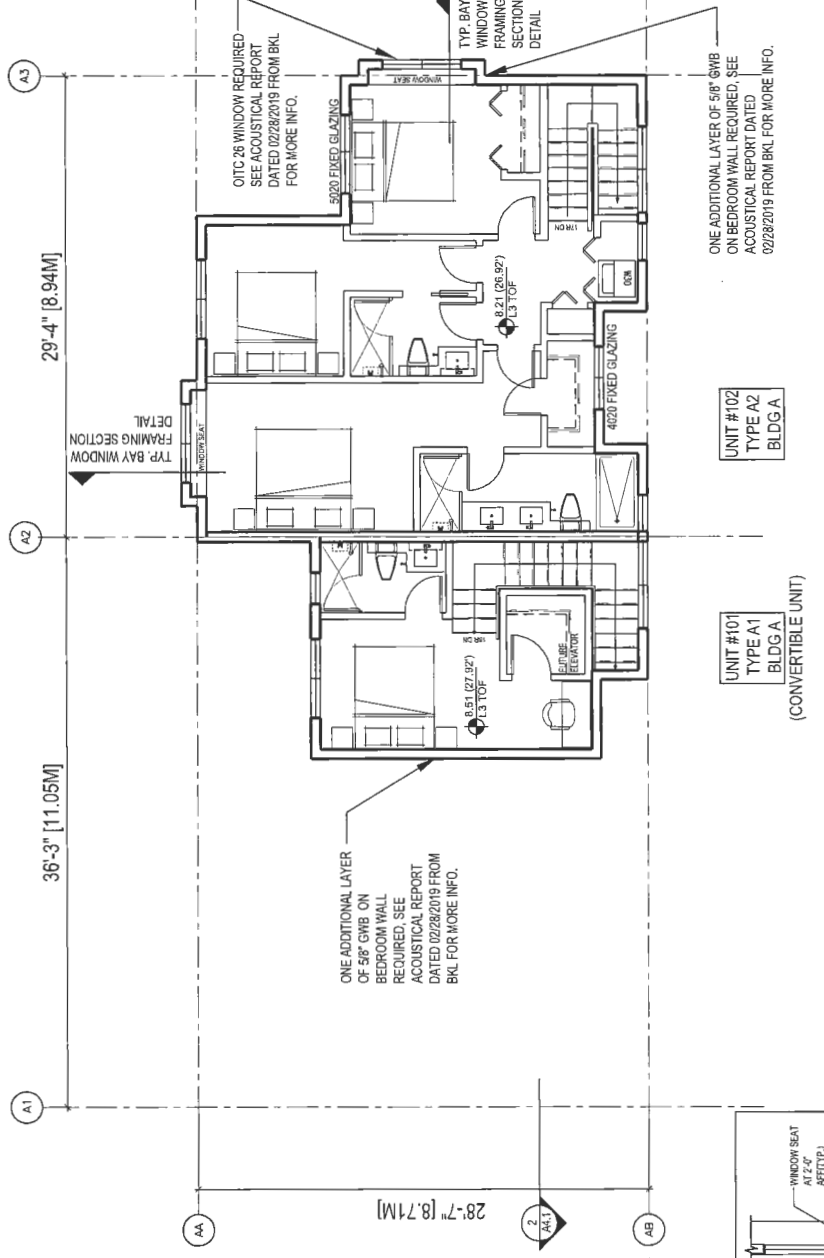 A3
A2
A1
29'-4" [8.94M]
36'-3" [11.05M]
28'-7" [8.71M]
AA
AB
2
A4.1
OITC 26 WINDOW REQUIRED
SEE ACOUSTICAL REPORT
DATED 02/28/2019 FROM BKL
FOR MORE INFO.
TYP. BAY
WINDOW
FRAMING
SECTION
DETAIL
TYP. BAY WINDOW
FRAMING SECTION
DETAIL
WINDOW SEAT
WINDOW SEAT
5020 FIXED GLAZING
17R DN
8.21 (26.92')
L3 TOF
W/D
4020 FIXED GLAZING
ONE ADDITIONAL LAYER OF 5/8" GWB
ON BEDROOM WALL REQUIRED, SEE
ACOUSTICAL REPORT DATED
02/28/2019 FROM BKL FOR MORE INFO.
UNIT #102
TYPE A2
BLDG A
8.51 (27.92')
L3 TOF
FUTURE
ELEVATOR
UNIT #101
TYPE A1
BLDG A
(CONVERTIBLE UNIT)
ONE ADDITIONAL LAYER
OF 5/8" GWB ON
BEDROOM WALL
REQUIRED, SEE
ACOUSTICAL REPORT
DATED 02/28/2019 FROM
BKL FOR MORE INFO.
WINDOW SEAT
AT 2'-0"
AFF(TYP.)